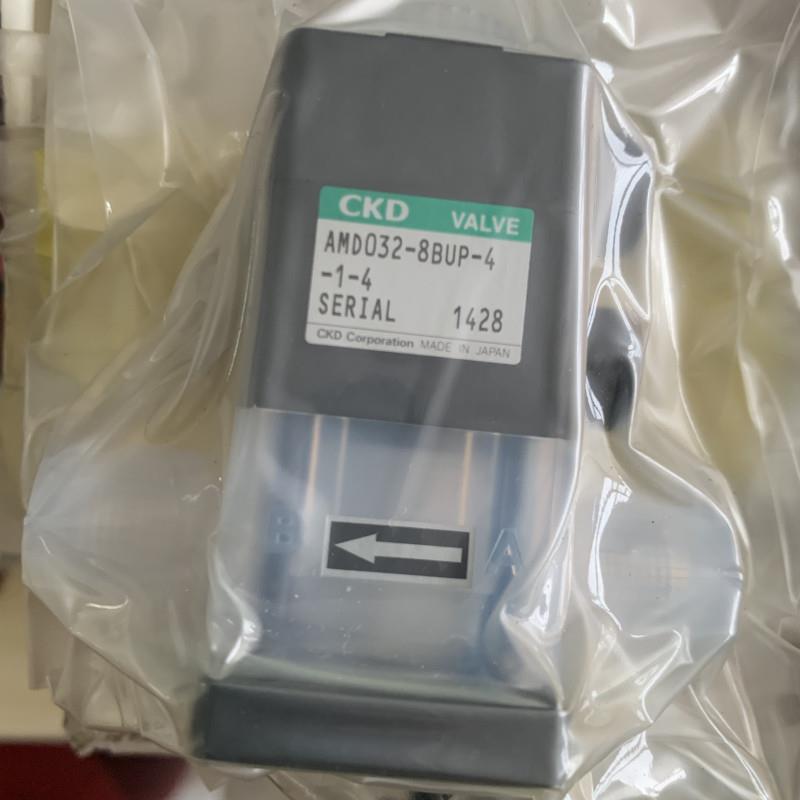 CKD VALVE
AMD032-8BUP-4
-1-4
SERIAL 1428
CKD Corporation MADE IN JAPAN
B A